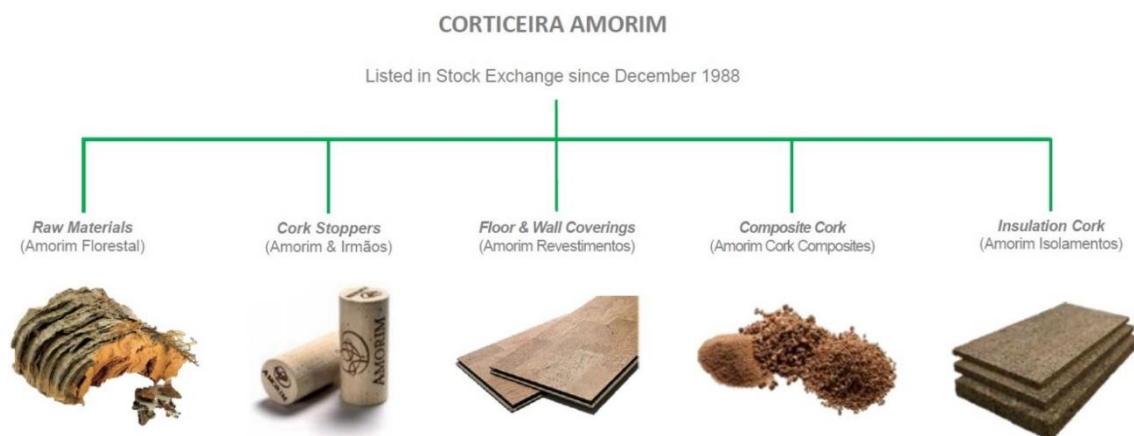 CORTICEIRA AMORIM
Listed in Stock Exchange since December 1988
Raw Materials
(Amorim Florestal)
Cork Stoppers
(Amorim & Irmãos)
Floor & Wall Coverings
(Amorim Revestimentos)
Composite Cork
(Amorim Cork Composites)
Insulation Cork
(Amorim Isolamentos)
AMORIM
AMORIM